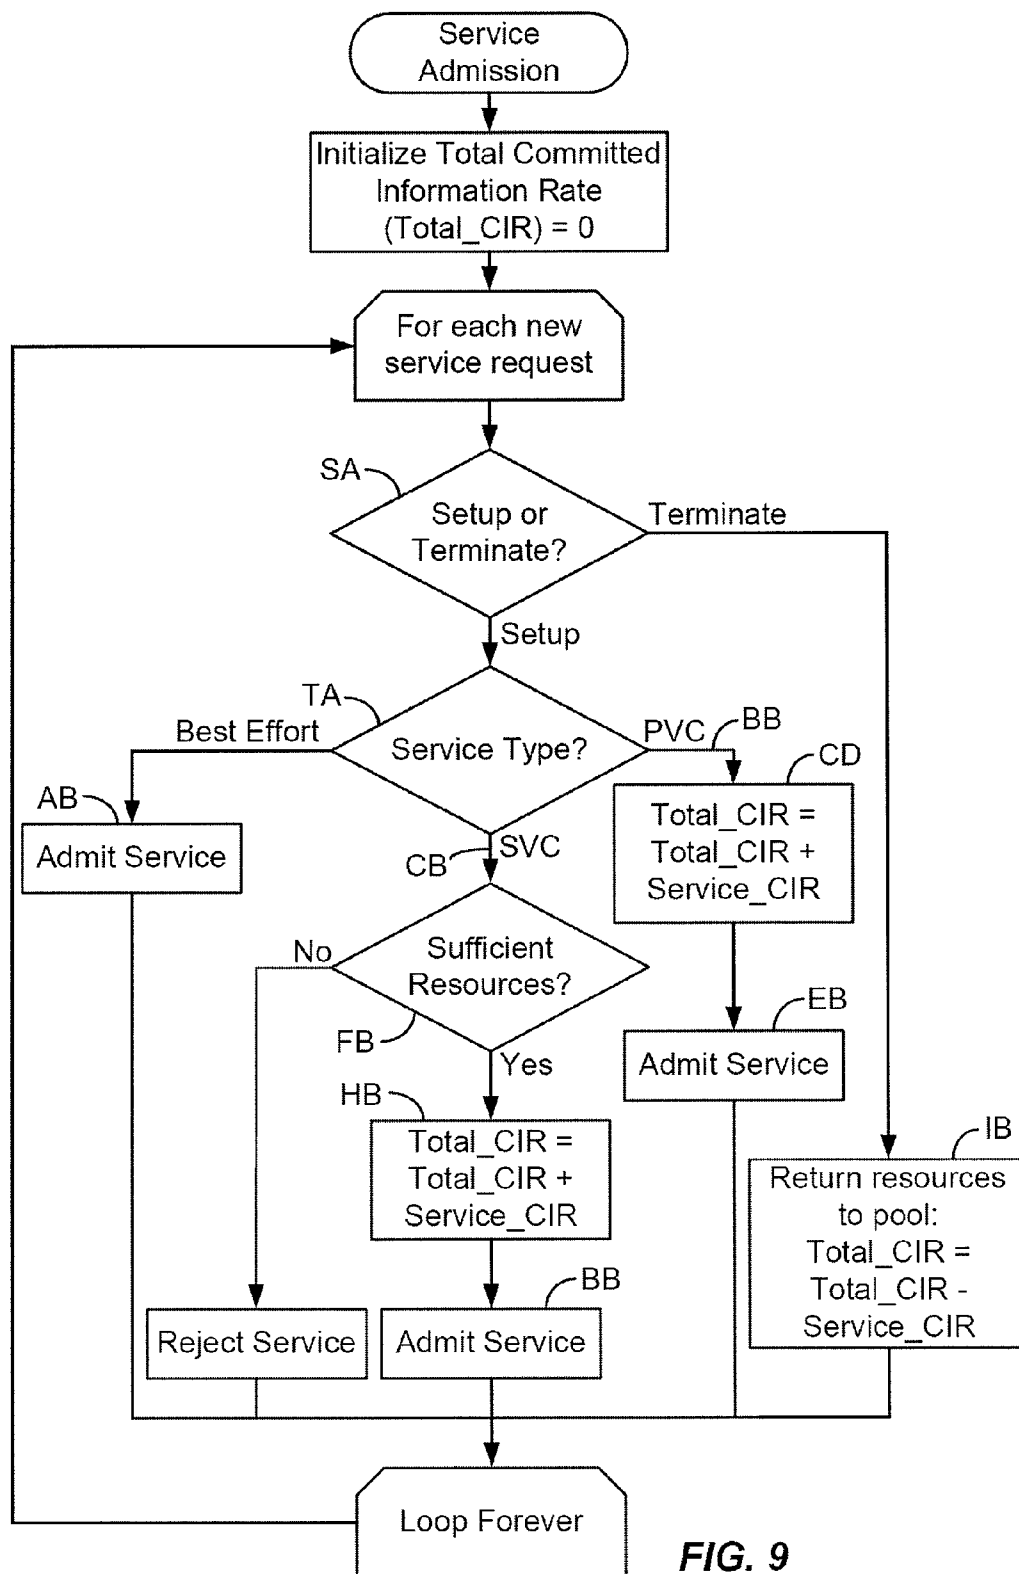 Service
Admission
Initialize Total Committed
Information Rate
(Total_CIR) = 0
For each new
service request
SA
Setup or
Terminate?
Terminate
Setup
TA
Best Effort
Service Type?
PVC
BB
CD
AB
Admit Service
CB
SVC
Total_CIR =
Total_CIR +
Service_CIR
No
Sufficient
Resources?
FB
Yes
EB
Admit Service
HB
Total_CIR =
Total_CIR +
Service_CIR
IB
Return resources
to pool:
Total_CIR =
Total_CIR -
Service_CIR
BB
Reject Service
Admit Service
Loop Forever
FIG. 9